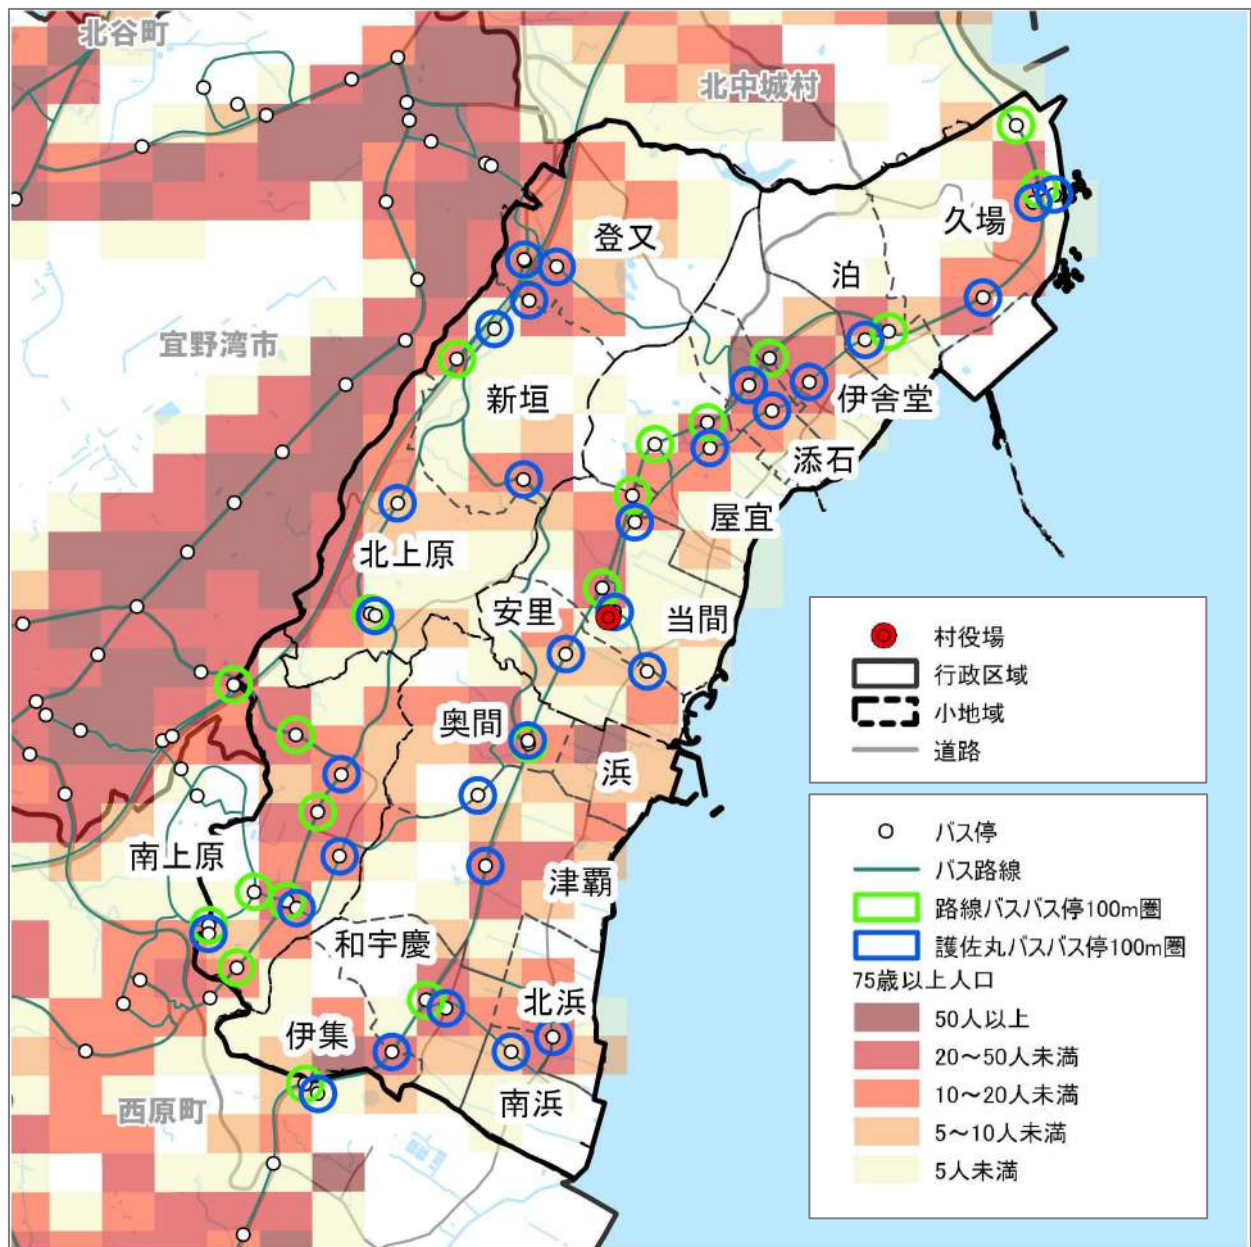 北谷町
北中城村
登又
久場
泊
宜野湾市
新垣
伊舎堂
添石
屋宜
北上原
安里
当間
村役場
行政区域
小地域
道路
奥間
浜
バス停
バス路線
路線バスバス停100m圏
護佐丸バスバス停100m圏
75歳以上人口
50人以上
20～50人未満
10～20人未満
5～10人未満
5人未満
南上原
津覇
和宇慶
北浜
伊集
南浜
西原町